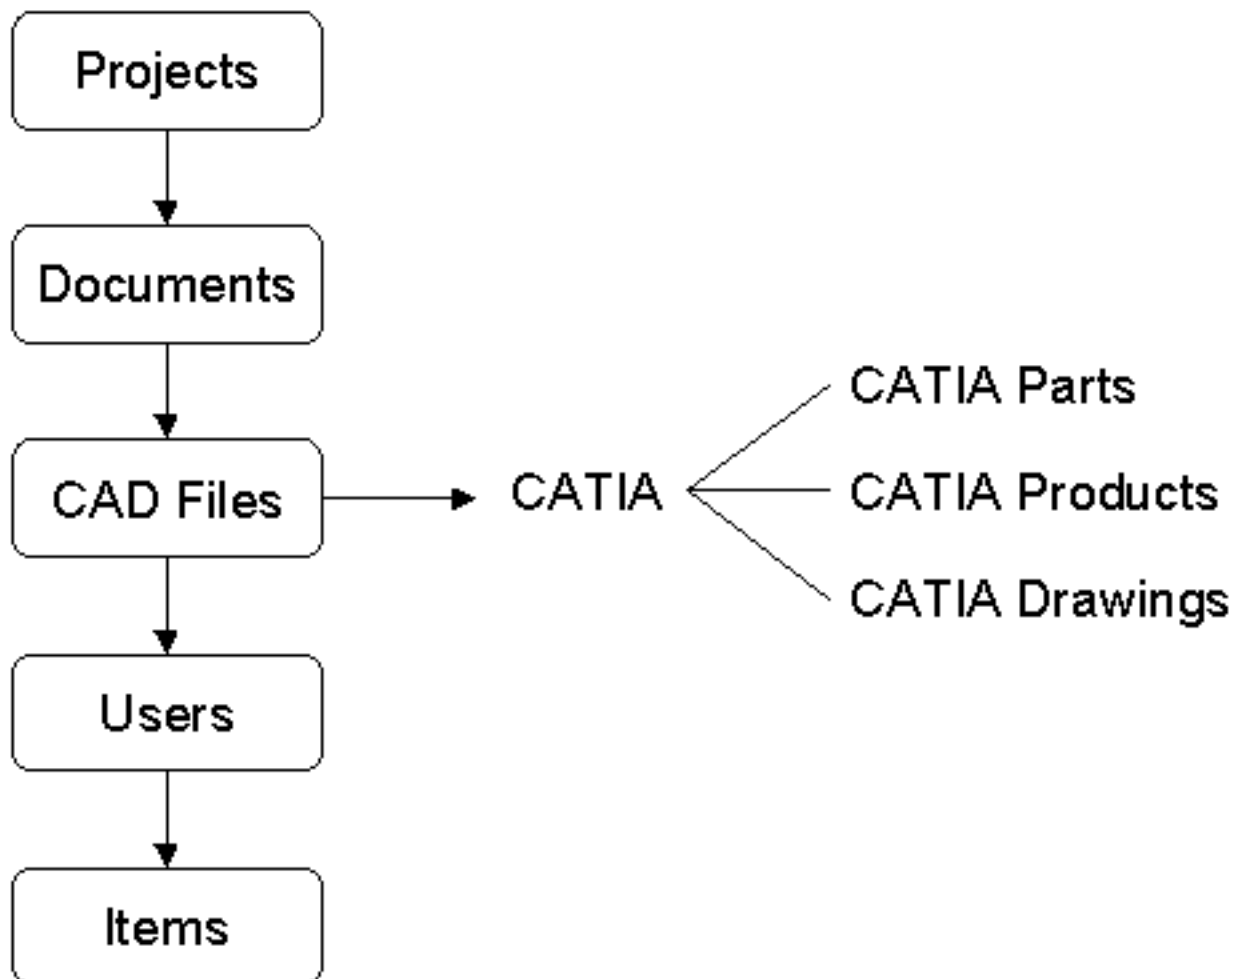 Projects
Documents
CAD Files
CATIA
CATIA Parts
CATIA Products
CATIA Drawings
Users
Items